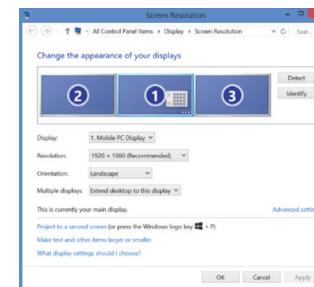 Screen Resolution
All Control Panel Items ▸ Display ▸ Screen Resolution
Change the appearance of your displays
2
1
3
Detect
Identify
Display: 1. Mobile PC Display
Resolution: 1920 × 1080 (Recommended)
Orientation: Landscape
Multiple displays: Extend desktop to this display
This is currently your main display.
Advanced settin
Project to a second screen (or press the Windows logo key + P)
Make text and other items larger or smaller
What display settings should I choose?
OK Cancel Apply